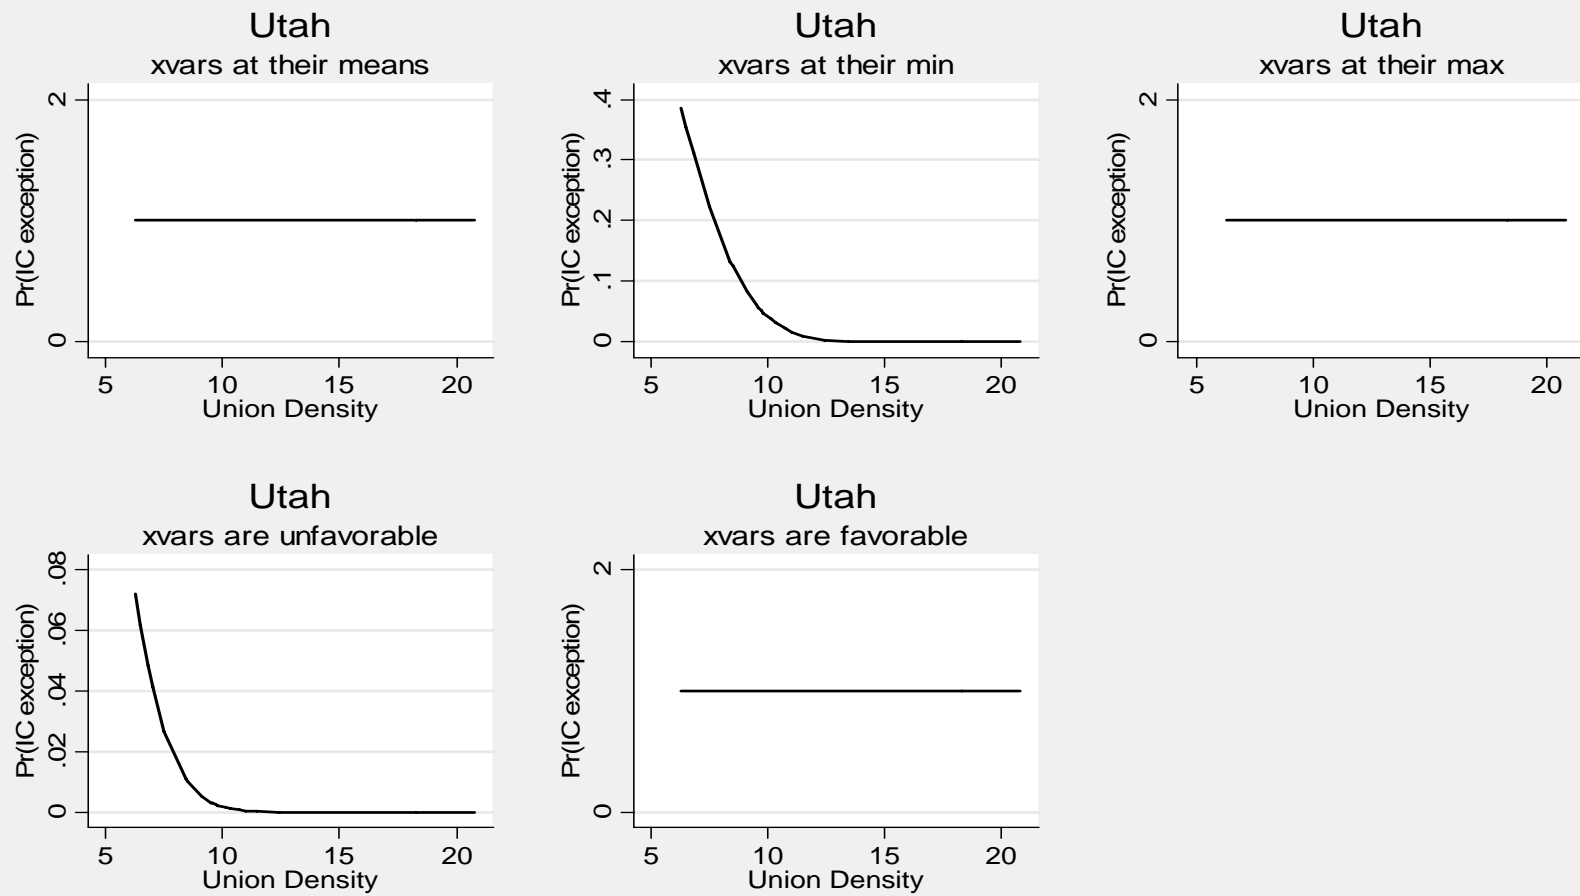 Utah
xvars at their means
Pr(IC exception)
2
0
5 10 15 20
Union Density
Utah
xvars at their min
Pr(IC exception)
.4
.3
.2
.1
0
5 10 15 20
Union Density
Utah
xvars at their max
Pr(IC exception)
2
0
5 10 15 20
Union Density
Utah
xvars are unfavorable
Pr(IC exception)
.08
.06
.04
.02
0
5 10 15 20
Union Density
Utah
xvars are favorable
Pr(IC exception)
2
0
5 10 15 20
Union Density